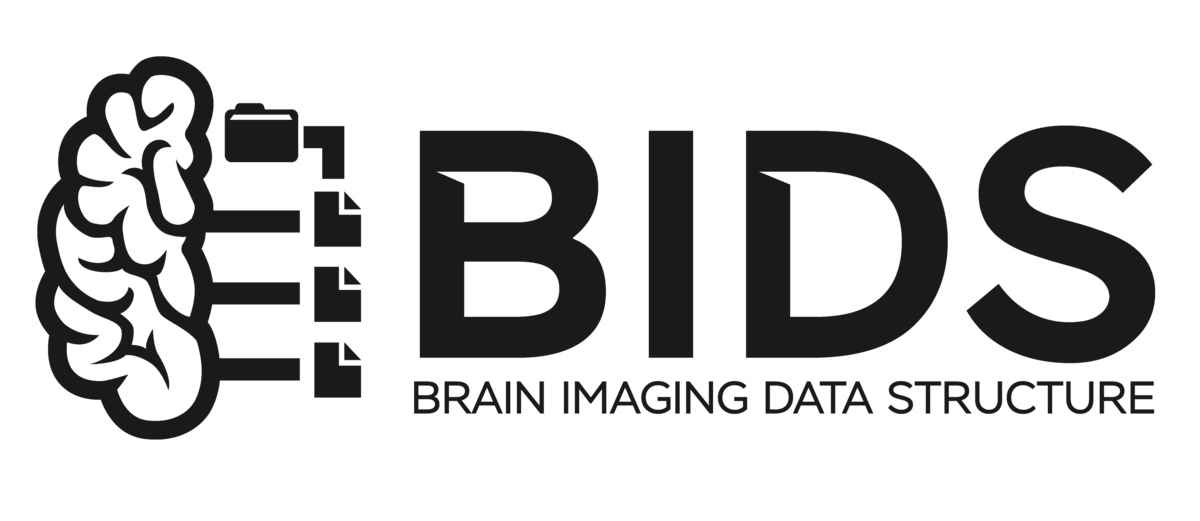 BIDS
BRAIN IMAGING DATA STRUCTURE